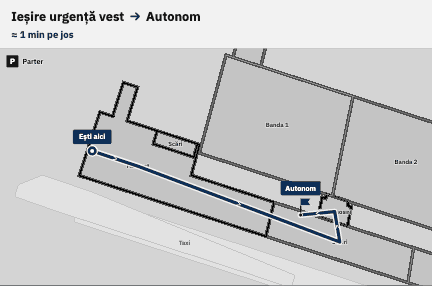 Ieșire urgență vest → Autonom
≈ 1 min pe jos
P Parter
Banda 1
Banda 2
Ești aici
Scări
Autonom
Taxi